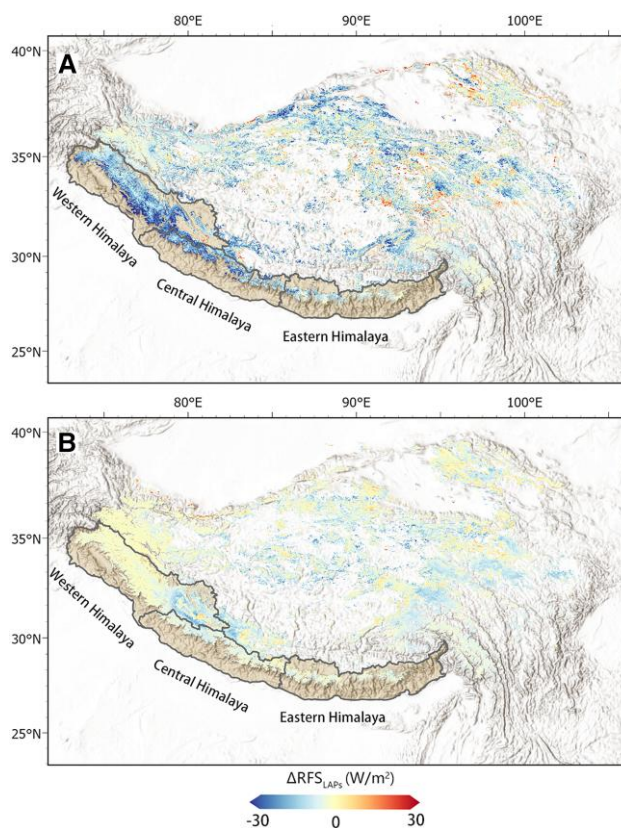 80°E 90°E 100°E
40°N
A
35°N
30°N
25°N
Western Himalaya
Central Himalaya
Eastern Himalaya
80°E 90°E 100°E
40°N
B
35°N
30°N
25°N
Western Himalaya
Central Himalaya
Eastern Himalaya
ΔRFS_LAPs (W/m²)
-30 0 30